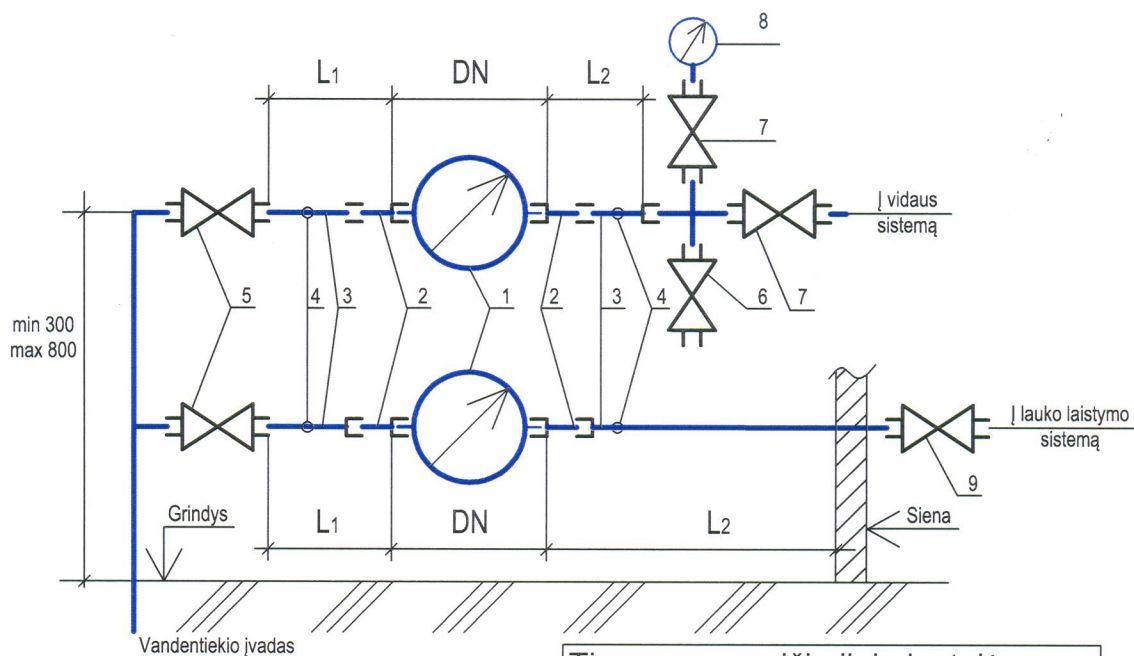 8
L1
DN
L2
7
Į vidaus
sistemą
5
4
3
2
1
2
3
4
6
7
min 300
max 800
Į lauko laistymo
sistemą
9
Grindys
L1
DN
L2
Siena
Vandentiekio įvadas